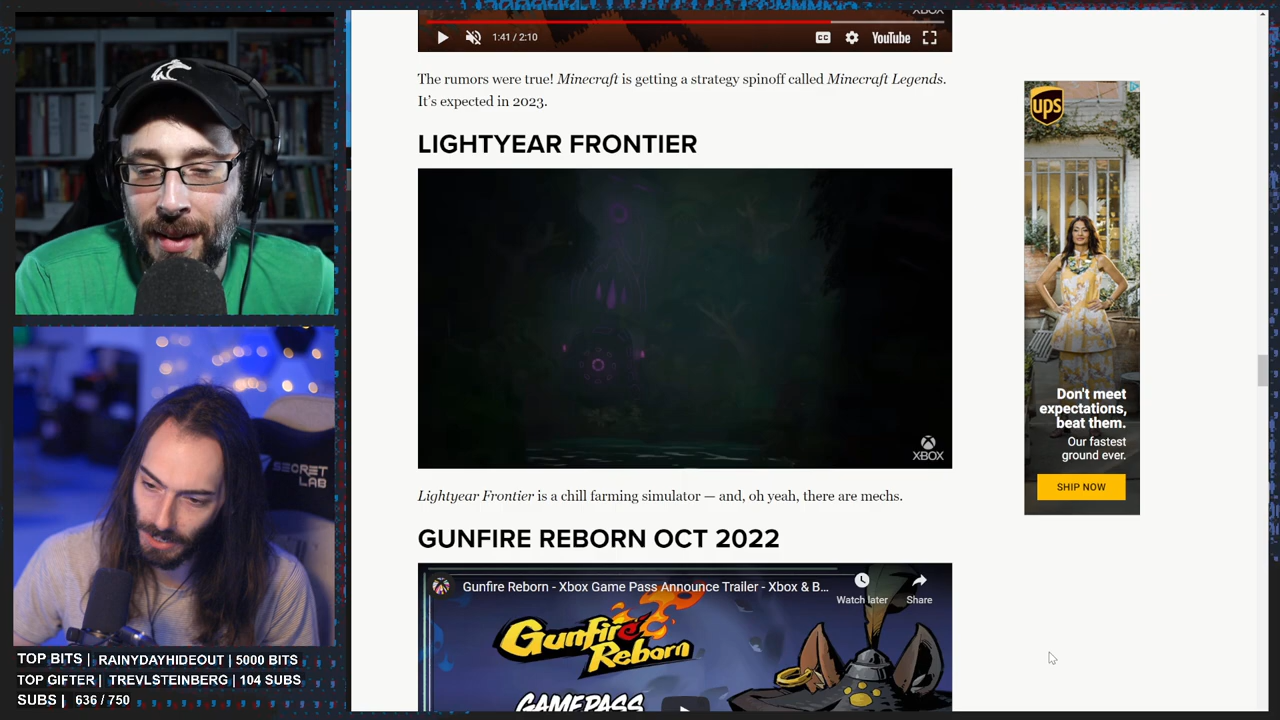 XBOX
1:41 / 2:10
CC
YouTube
The rumors were true! Minecraft is getting a strategy spinoff called Minecraft Legends.
It's expected in 2023.
LIGHTYEAR FRONTIER
XBOX
Lightyear Frontier is a chill farming simulator — and, oh yeah, there are mechs.
GUNFIRE REBORN OCT 2022
Gunfire Reborn - Xbox Game Pass Announce Trailer - Xbox & B...
Watch later
Share
Gunfire
Reborn
GAMEPASS
ups
Don't meet
expectations,
beat them.
Our fastest
ground ever.
SHIP NOW
SECRET
LAB
TOP BITS | RAINYDAYHIDEOUT | 5000 BITS
TOP GIFTER | TREVLSTEINBERG | 104 SUBS
SUBS | 636 / 750